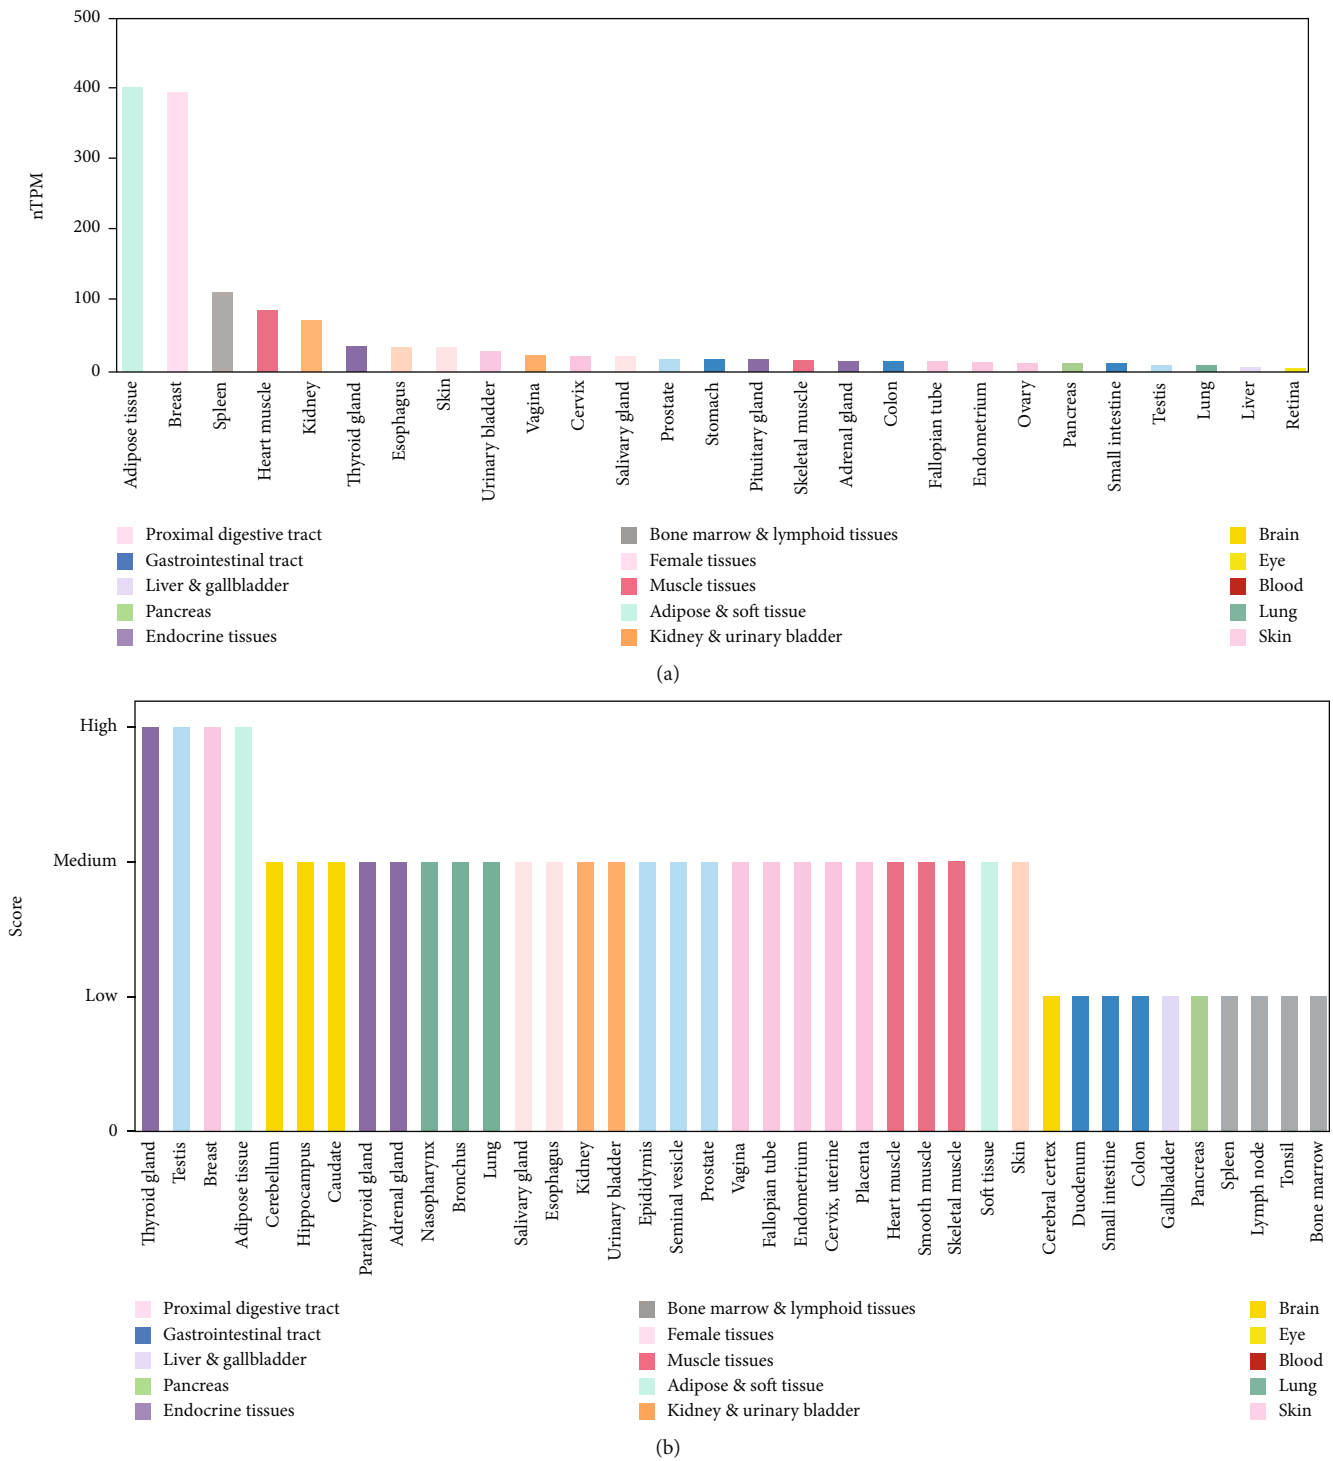 500
400
300
200
100
0
nTPM
Adipose tissue
Breast
Spleen
Heart muscle
Kidney
Thyroid gland
Esophagus
Skin
Urinary bladder
Vagina
Cervix
Salivary gland
Prostate
Stomach
Pituitary gland
Skeletal muscle
Adrenal gland
Colon
Fallopian tube
Endometrium
Ovary
Pancreas
Small intestine
Testis
Lung
Liver
Retina
Proximal digestive tract
Gastrointestinal tract
Liver & gallbladder
Pancreas
Endocrine tissues
Bone marrow & lymphoid tissues
Female tissues
Muscle tissues
Adipose & soft tissue
Kidney & urinary bladder
Brain
Eye
Blood
Lung
Skin
(a)
High
Medium
Low
0
Score
Thyroid gland
Testis
Breast
Adipose tissue
Cerebellum
Hippocampus
Caudate
Parathyroid gland
Adrenal gland
Nasopharynx
Bronchus
Lung
Salivary gland
Esophagus
Kidney
Urinary bladder
Epididymis
Seminal vesicle
Prostate
Vagina
Fallopian tube
Endometrium
Cervix, uterine
Placenta
Heart muscle
Smooth muscle
Skeletal muscle
Soft tissue
Skin
Cerebral certex
Duodenum
Small intestine
Colon
Gallbladder
Pancreas
Spleen
Lymph node
Tonsil
Bone marrow
Proximal digestive tract
Gastrointestinal tract
Liver & gallbladder
Pancreas
Endocrine tissues
Bone marrow & lymphoid tissues
Female tissues
Muscle tissues
Adipose & soft tissue
Kidney & urinary bladder
Brain
Eye
Blood
Lung
Skin
(b)